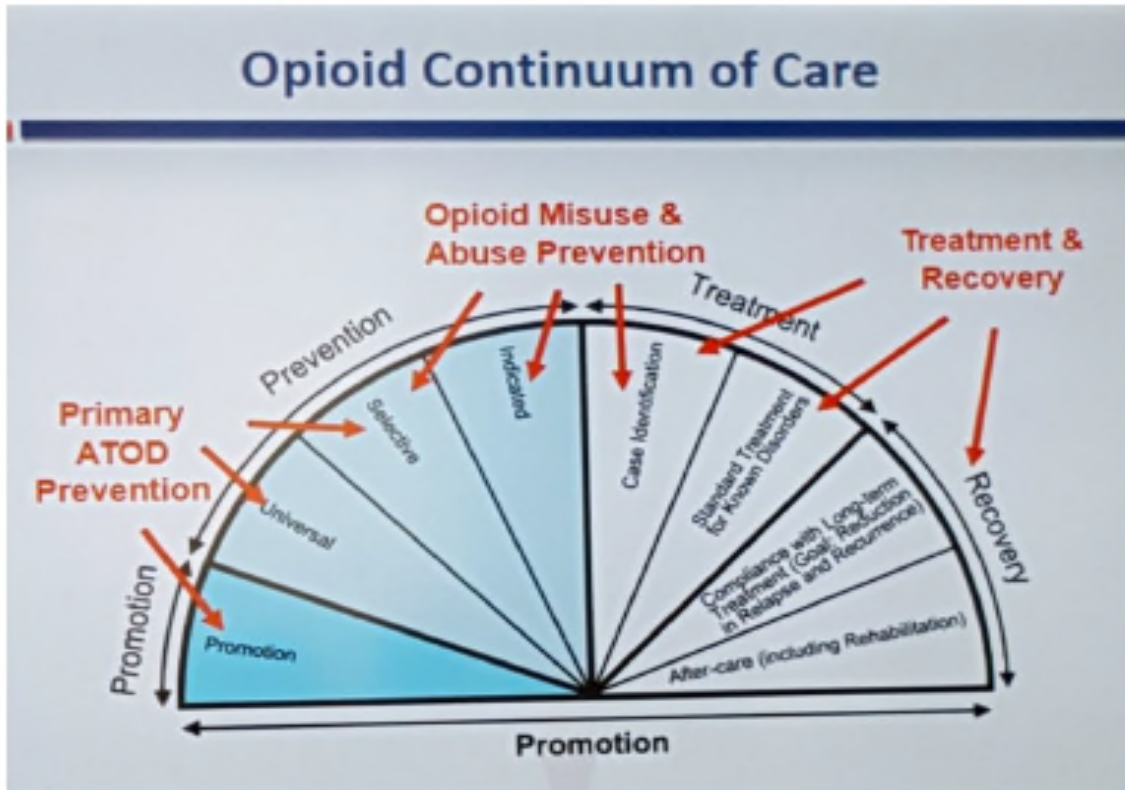 Opioid Continuum of Care
Opioid Misuse &
Abuse Prevention
Treatment &
Recovery
Primary
ATOD
Prevention
Promotion
Prevention
Treatment
Recovery
Promotion
Universal
Selective
Indicated
Case Identification
Standard Treatment
for Known Disorders
Compliance with Long-term
Treatment (Goal: Reduction
in Relapse and Recurrence)
After-care (including Rehabilitation)
Promotion